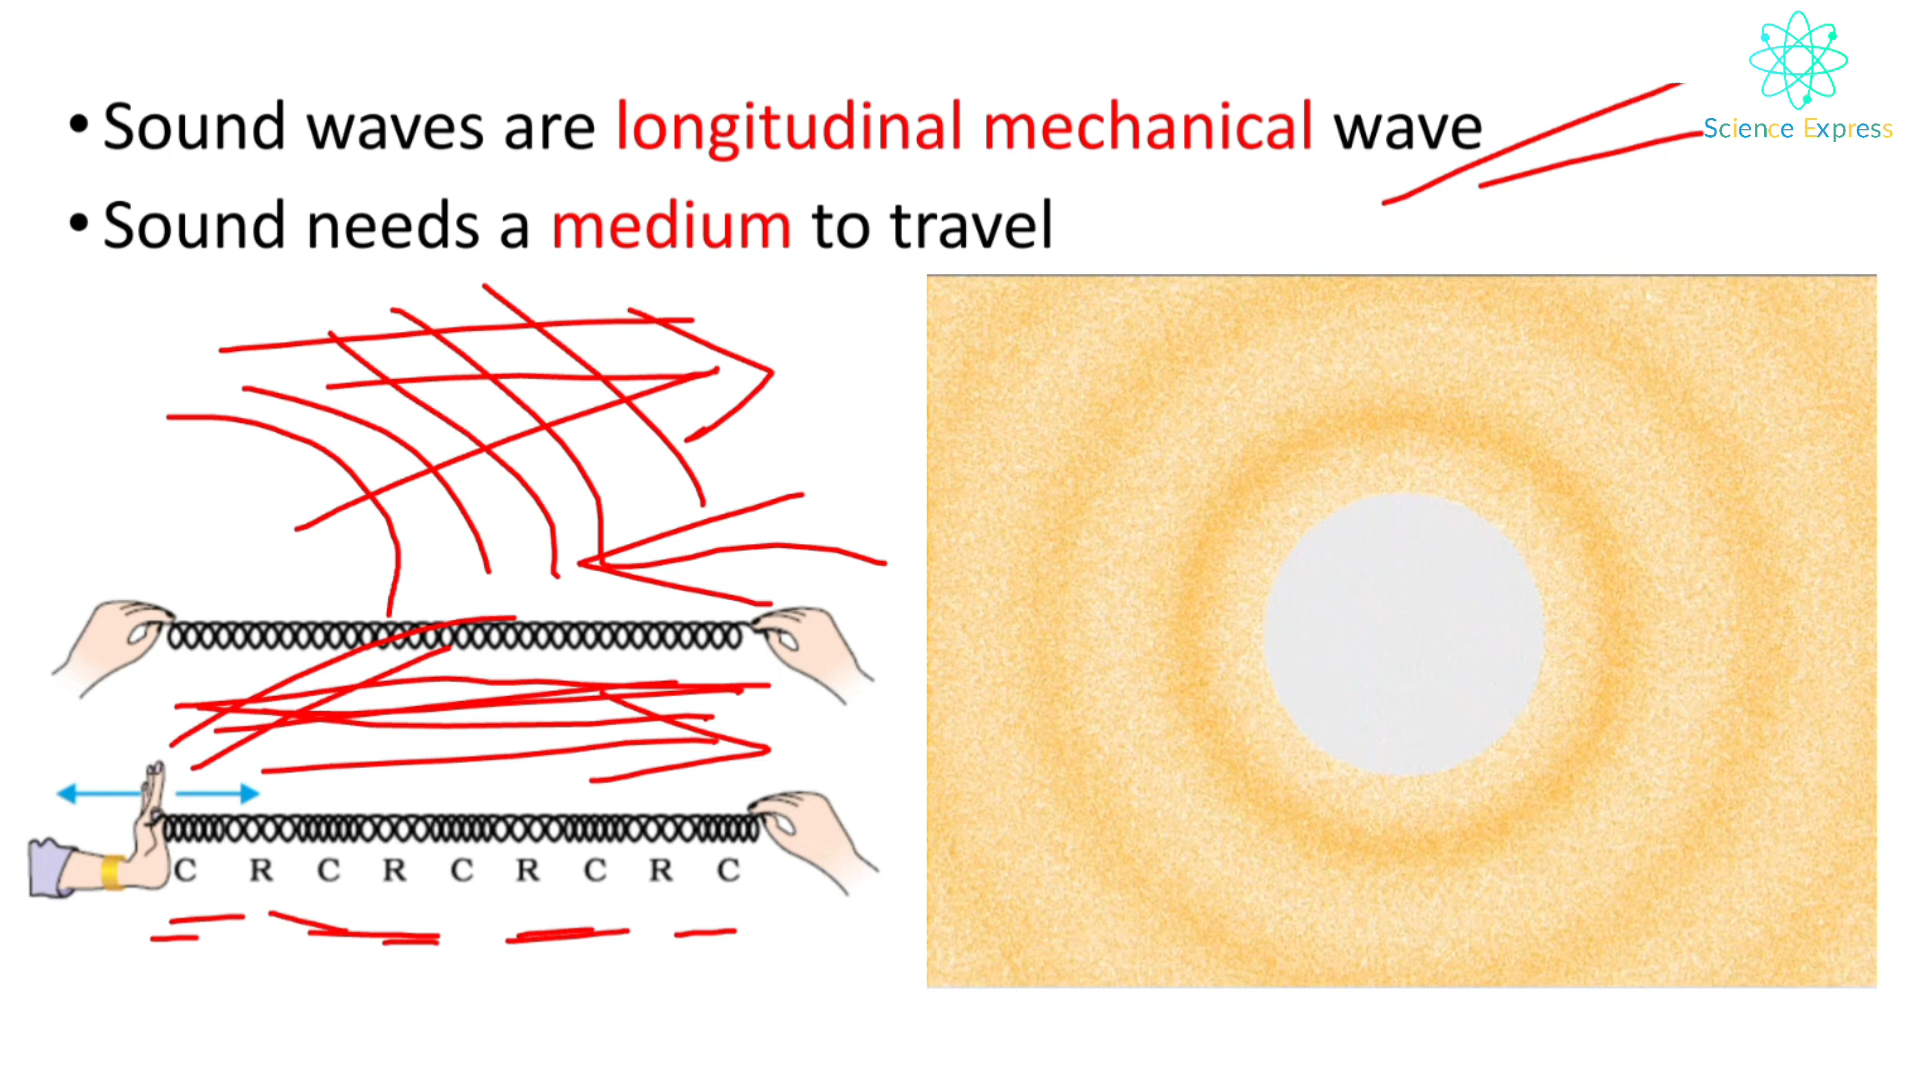 • Sound waves are longitudinal mechanical wave
Science Express
• Sound needs a medium to travel
C R C R C R C R C